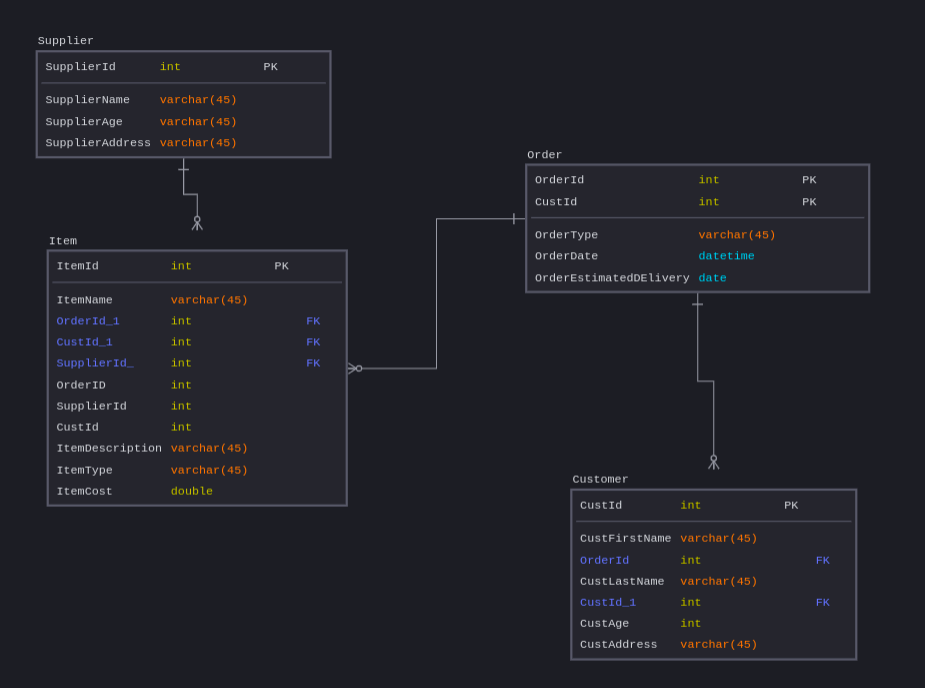 Supplier
SupplierId int PK
SupplierName varchar(45)
SupplierAge varchar(45)
SupplierAddress varchar(45)
Order
OrderId int PK
CustId int PK
OrderType varchar(45)
OrderDate datetime
OrderEstimatedDElivery date
Item
ItemId int PK
ItemName varchar(45)
OrderId_1 int FK
CustId_1 int FK
SupplierId_ int FK
OrderID int
SupplierId int
CustId int
ItemDescription varchar(45)
ItemType varchar(45)
ItemCost double
Customer
CustId int PK
CustFirstName varchar(45)
OrderId int FK
CustLastName varchar(45)
CustId_1 int FK
CustAge int
CustAddress varchar(45)